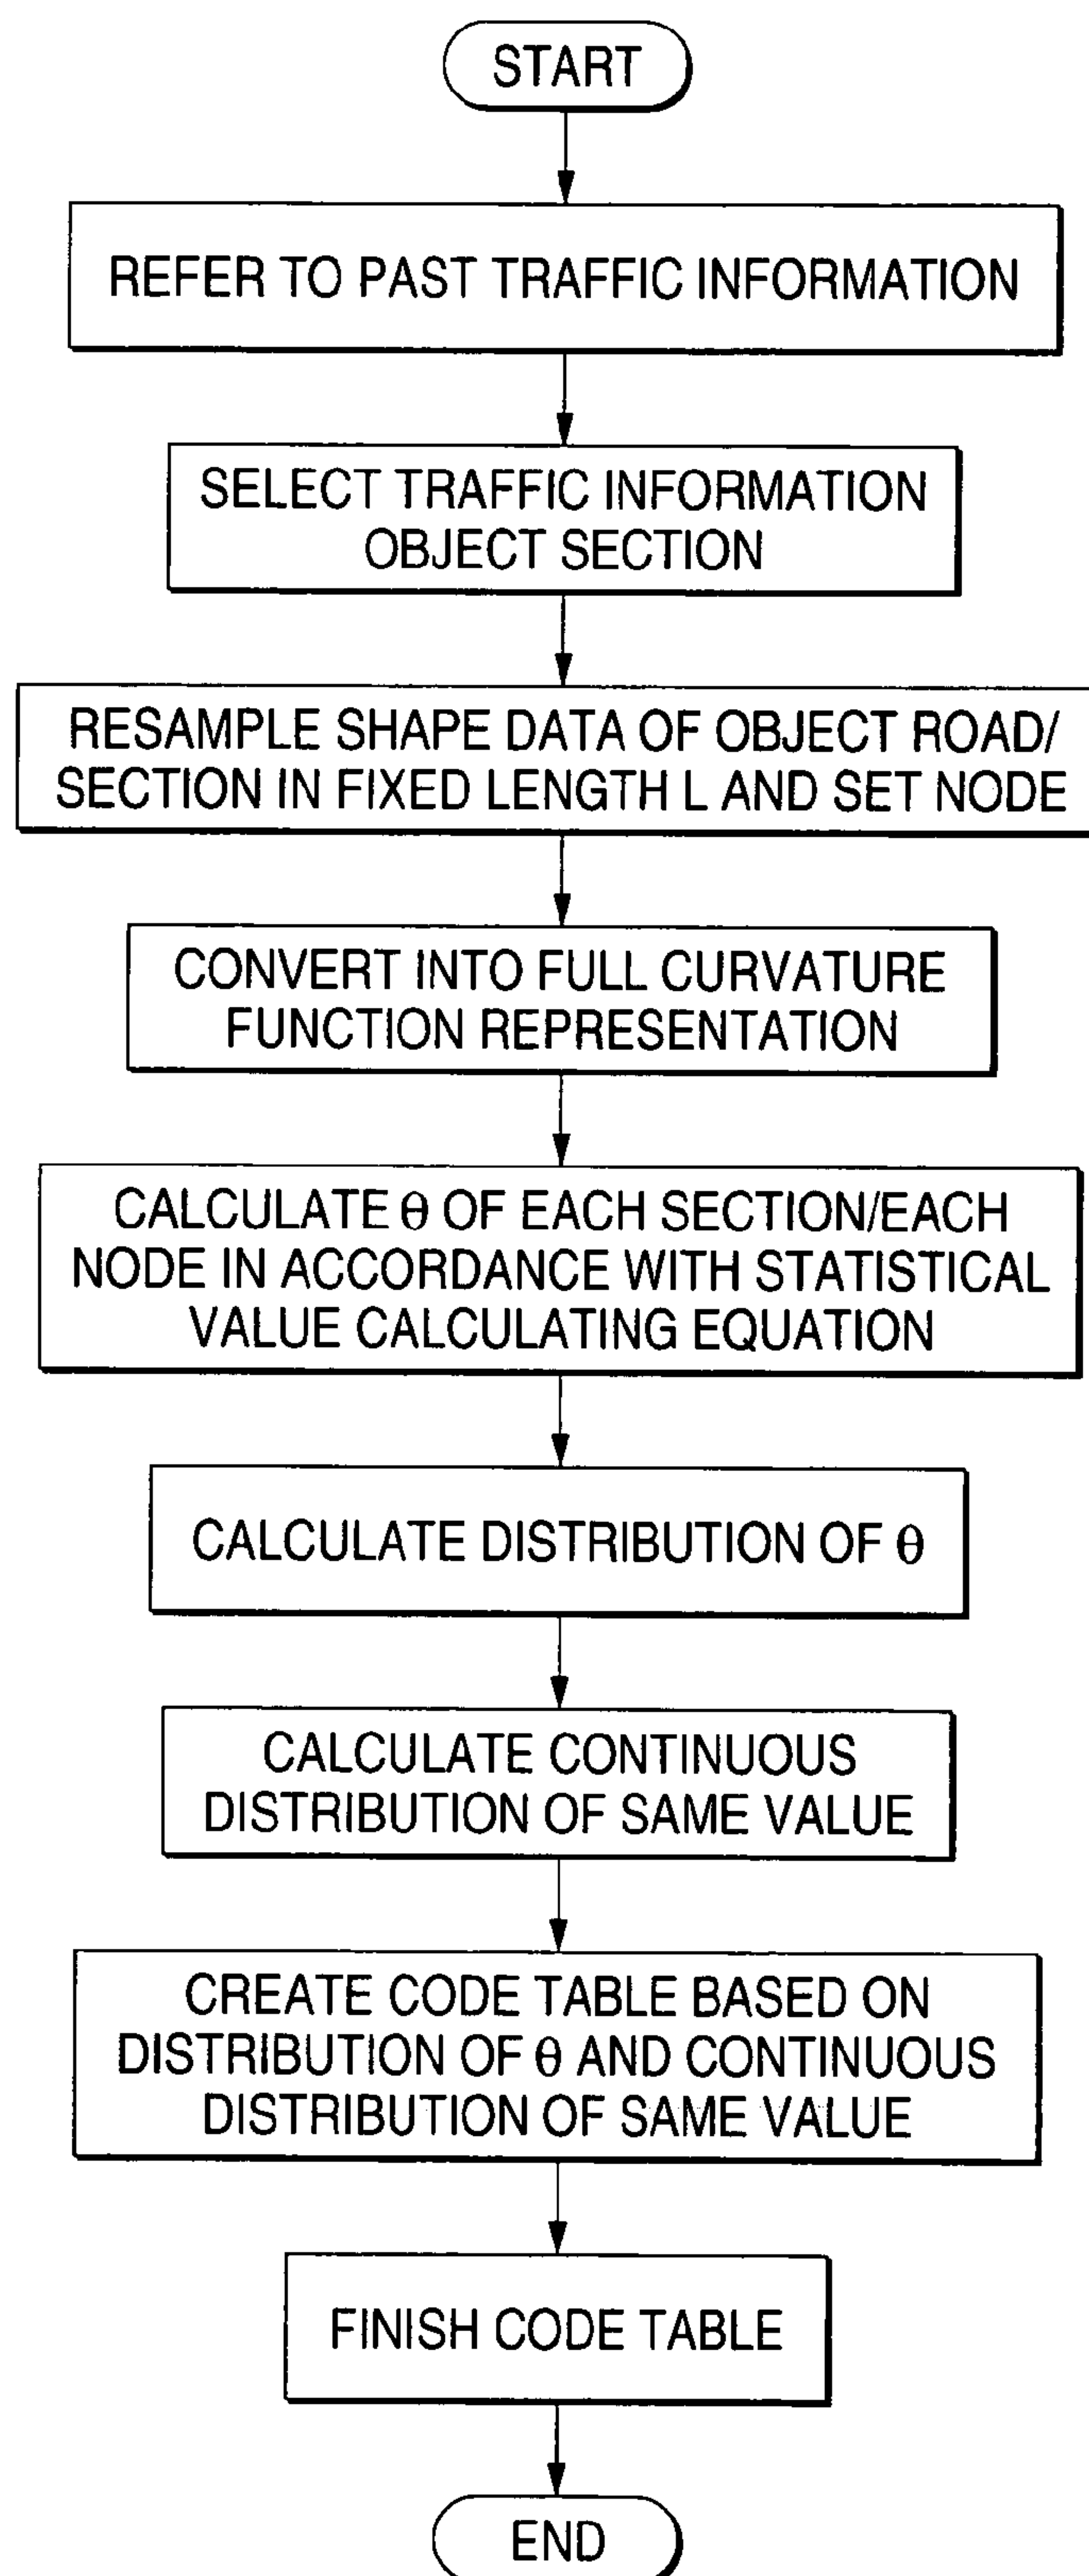 START
REFER TO PAST TRAFFIC INFORMATION
SELECT TRAFFIC INFORMATION
OBJECT SECTION
RESAMPLE SHAPE DATA OF OBJECT ROAD/
SECTION IN FIXED LENGTH L AND SET NODE
CONVERT INTO FULL CURVATURE
FUNCTION REPRESENTATION
CALCULATE θ OF EACH SECTION/EACH
NODE IN ACCORDANCE WITH STATISTICAL
VALUE CALCULATING EQUATION
CALCULATE DISTRIBUTION OF θ
CALCULATE CONTINUOUS
DISTRIBUTION OF SAME VALUE
CREATE CODE TABLE BASED ON
DISTRIBUTION OF θ AND CONTINUOUS
DISTRIBUTION OF SAME VALUE
FINISH CODE TABLE
END